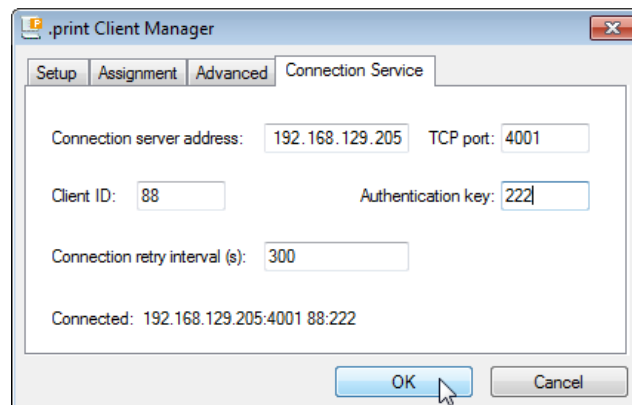 .print Client Manager
Setup Assignment Advanced Connection Service
Connection server address: 192.168.129.205 TCP port: 4001
Client ID: 88 Authentication key: 222
Connection retry interval (s): 300
Connected: 192.168.129.205:4001 88:222
OK Cancel